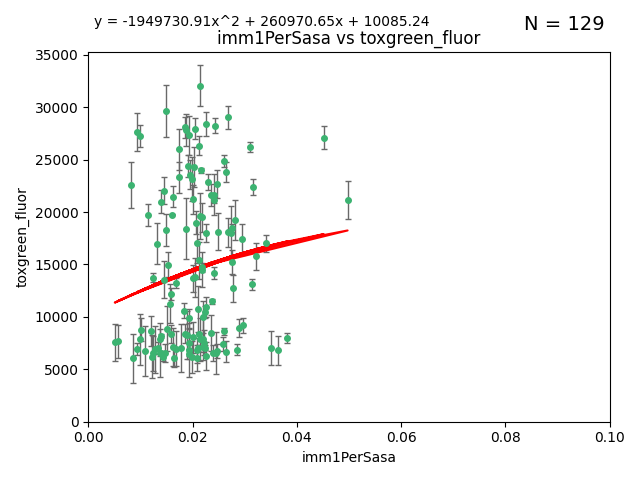 y = -1949730.91x^2 + 260970.65x + 10085.24
N = 129
imm1PerSasa vs toxgreen_fluor
35000
30000
25000
20000
15000
10000
5000
0
toxgreen_fluor
0.00 0.02 0.04 0.06 0.08 0.10
imm1PerSasa